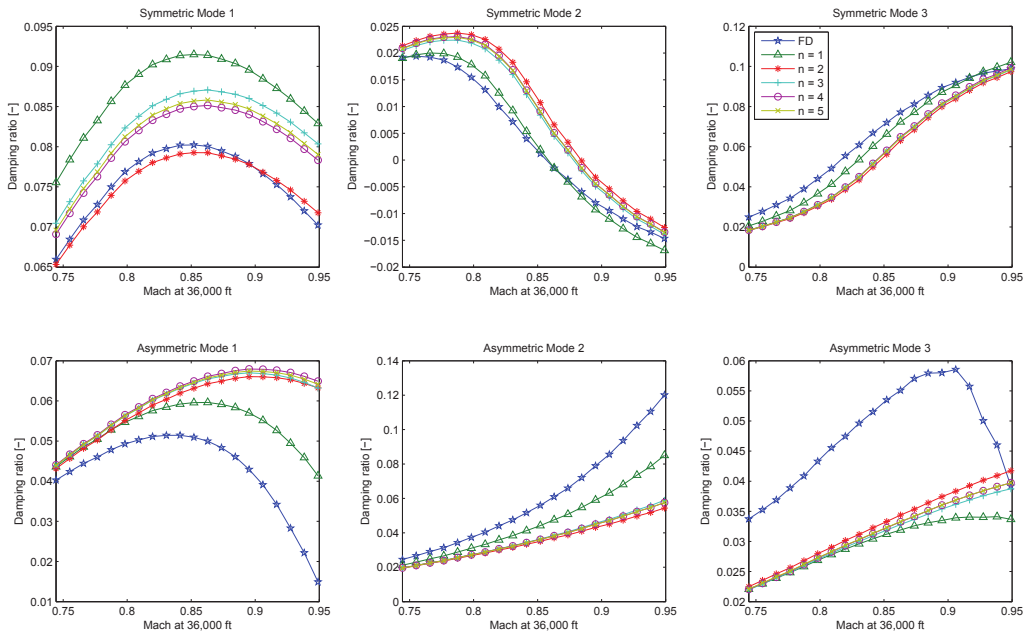 Symmetric Mode 1
0.095
0.09
0.085
0.08
0.075
0.07
0.065
Damping ratio [−]
0.75 0.8 0.85 0.9 0.95
Mach at 36,000 ft
Symmetric Mode 2
0.025
0.02
0.015
0.01
0.005
0
−0.005
−0.01
−0.015
−0.02
Damping ratio [−]
0.75 0.8 0.85 0.9 0.95
Mach at 36,000 ft
Symmetric Mode 3
0.12
0.1
0.08
0.06
0.04
0.02
0
Damping ratio [−]
FD
n = 1
n = 2
n = 3
n = 4
n = 5
0.75 0.8 0.85 0.9 0.95
Mach at 36,000 ft
Asymmetric Mode 1
0.07
0.06
0.05
0.04
0.03
0.02
0.01
Damping ratio [−]
0.75 0.8 0.85 0.9 0.95
Mach at 36,000 ft
Asymmetric Mode 2
0.14
0.12
0.10
0.08
0.06
0.04
0.02
0
Damping ratio [−]
0.75 0.8 0.85 0.9 0.95
Mach at 36,000 ft
Asymmetric Mode 3
0.06
0.055
0.05
0.045
0.04
0.035
0.03
0.025
0.02
Damping ratio [−]
0.75 0.8 0.85 0.9 0.95
Mach at 36,000 ft